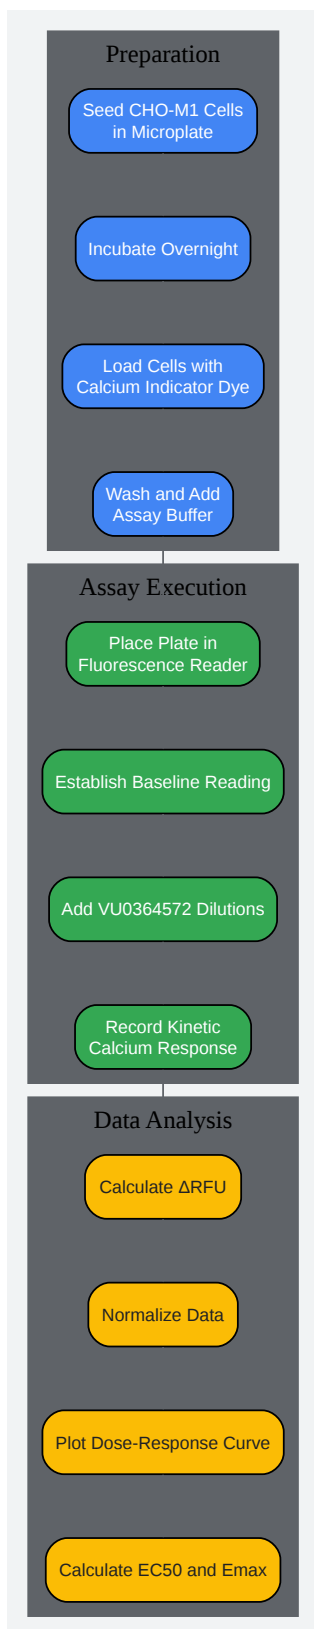 Preparation
Seed CHO-M1 Cells
in Microplate
Incubate Overnight
Load Cells with
Calcium Indicator Dye
Wash and Add
Assay Buffer
Assay Execution
Place Plate in
Fluorescence Reader
Establish Baseline Reading
Add VU0364572 Dilutions
Record Kinetic
Calcium Response
Data Analysis
Calculate ΔRFU
Normalize Data
Plot Dose-Response Curve
Calculate EC50 and Emax